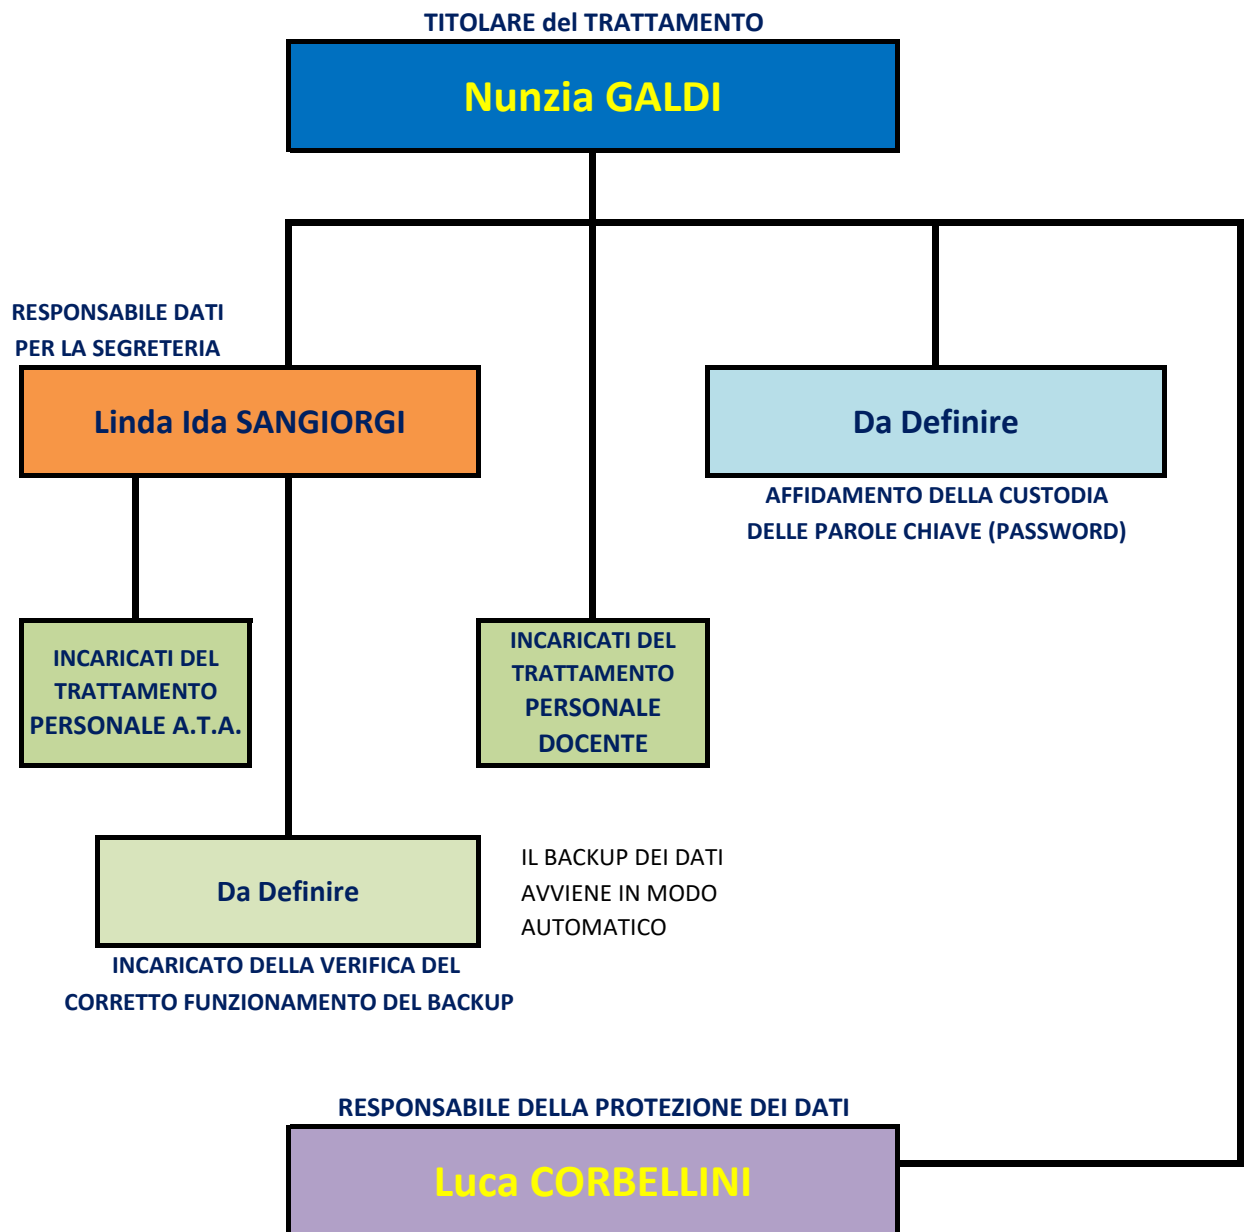 TITOLARE del TRATTAMENTO
Nunzia GALDI
RESPONSABILE DATI
PER LA SEGRETERIA
Linda Ida SANGIORGI
Da Definire
AFFIDAMENTO DELLA CUSTODIA
DELLE PAROLE CHIAVE (PASSWORD)
INCARICATI DEL
TRATTAMENTO
PERSONALE A.T.A.
INCARICATI DEL
TRATTAMENTO
PERSONALE
DOCENTE
Da Definire
IL BACKUP DEI DATI
AVVIENE IN MODO
AUTOMATICO
INCARICATO DELLA VERIFICA DEL
CORRETTO FUNZIONAMENTO DEL BACKUP
RESPONSABILE DELLA PROTEZIONE DEI DATI
Luca CORBELLINI